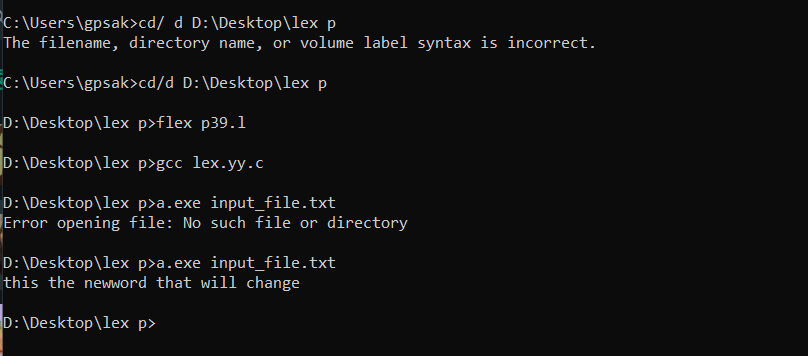 C:\Users\gpsak>cd/ d D:\Desktop\lex p
The filename, directory name, or volume label syntax is incorrect.
C:\Users\gpsak>cd/d D:\Desktop\lex p
D:\Desktop\lex p>flex p39.l
D:\Desktop\lex p>gcc lex.yy.c
D:\Desktop\lex p>a.exe input_file.txt
Error opening file: No such file or directory
D:\Desktop\lex p>a.exe input_file.txt
this the newword that will change
D:\Desktop\lex p>